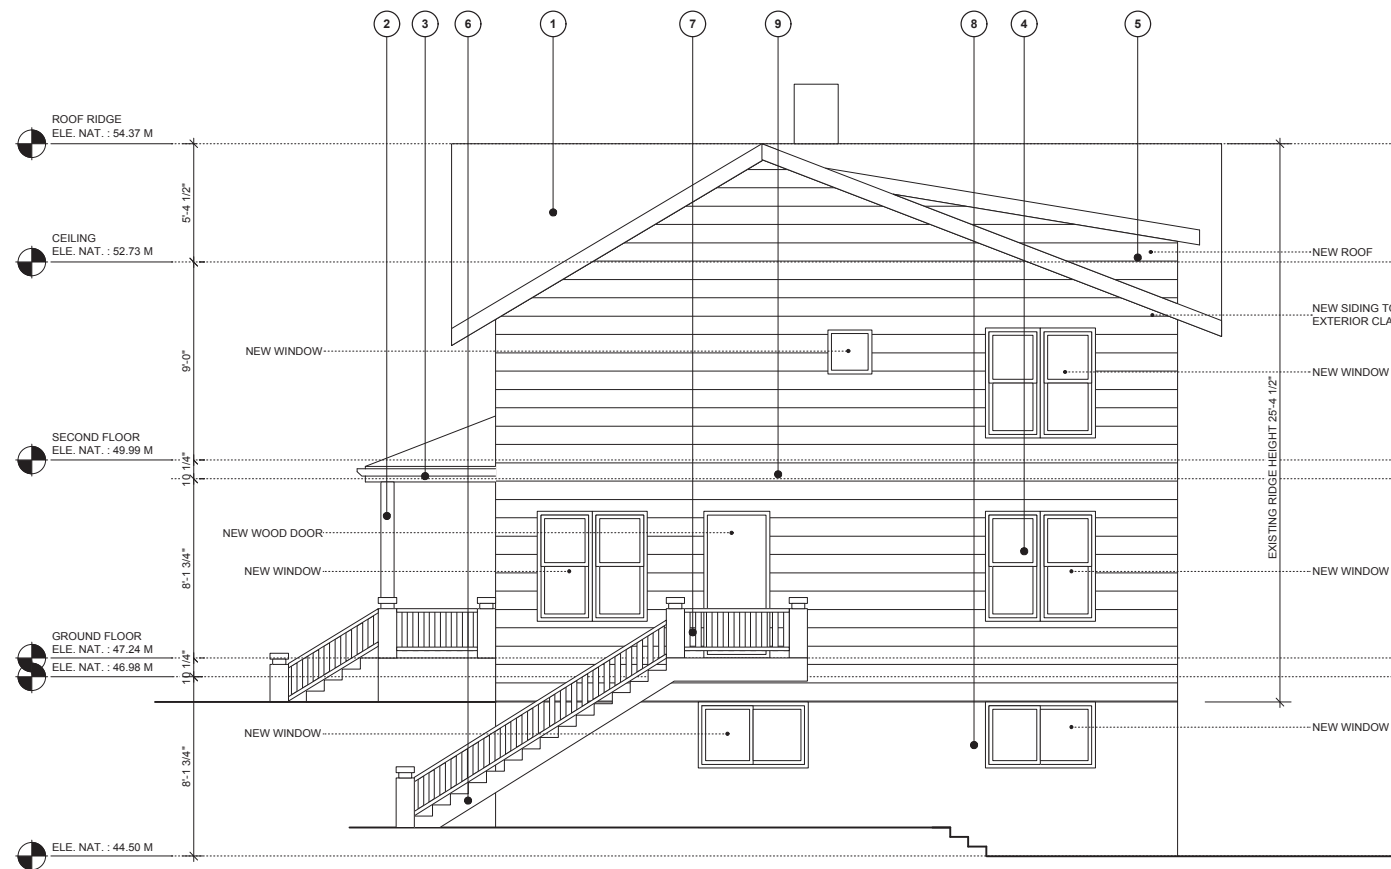 2 3 6 1 7 9 8 4 5
ROOF RIDGE
ELE. NAT. : 54.37 M
5'-4 1/2"
CEILING
ELE. NAT. : 52.73 M
NEW ROOF
NEW SIDING TO
EXTERIOR CLA
NEW WINDOW
NEW WINDOW
9'-0"
EXISTING RIDGE HEIGHT 25'-4 1/2"
SECOND FLOOR
ELE. NAT. : 49.99 M
10 1/4"
NEW WOOD DOOR
NEW WINDOW
NEW WINDOW
8'-1 3/4"
GROUND FLOOR
ELE. NAT. : 47.24 M
ELE. NAT. : 46.98 M
10 1/4"
NEW WINDOW
NEW WINDOW
8'-1 3/4"
ELE. NAT. : 44.50 M